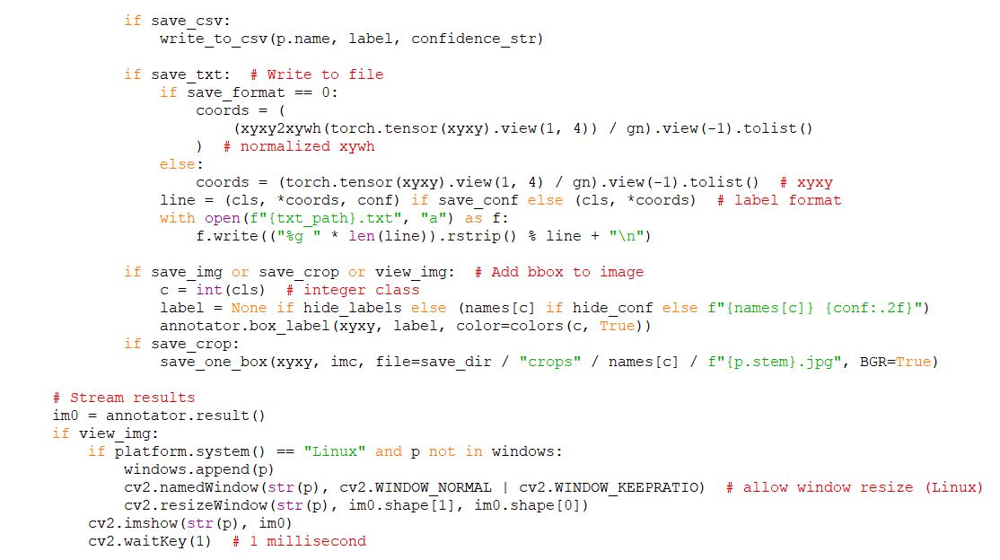 if save_csv:
write_to_csv(p.name, label, confidence_str)
if save_txt:  # Write to file
if save_format == 0:
coords = (
(xyxy2xywh(torch.tensor(xyxy).view(1, 4)) / gn).view(-1).tolist()
)  # normalized xywh
else:
coords = (torch.tensor(xyxy).view(1, 4) / gn).view(-1).tolist()  # xyxy
line = (cls, *coords, conf) if save_conf else (cls, *coords)  # label format
with open(f"{txt_path}.txt", "a") as f:
f.write(("%g " * len(line)).rstrip() % line + "\n")
if save_img or save_crop or view_img:  # Add bbox to image
c = int(cls)  # integer class
label = None if hide_labels else (names[c] if hide_conf else f"{names[c]} {conf:.2f}")
annotator.box_label(xyxy, label, color=colors(c, True))
if save_crop:
save_one_box(xyxy, imc, file=save_dir / "crops" / names[c] / f"{p.stem}.jpg", BGR=True)
# Stream results
im0 = annotator.result()
if view_img:
if platform.system() == "Linux" and p not in windows:
windows.append(p)
cv2.namedWindow(str(p), cv2.WINDOW_NORMAL | cv2.WINDOW_KEEPRATIO)  # allow window resize (Linux)
cv2.resizeWindow(str(p), im0.shape[1], im0.shape[0])
cv2.imshow(str(p), im0)
cv2.waitKey(1)  # 1 millisecond